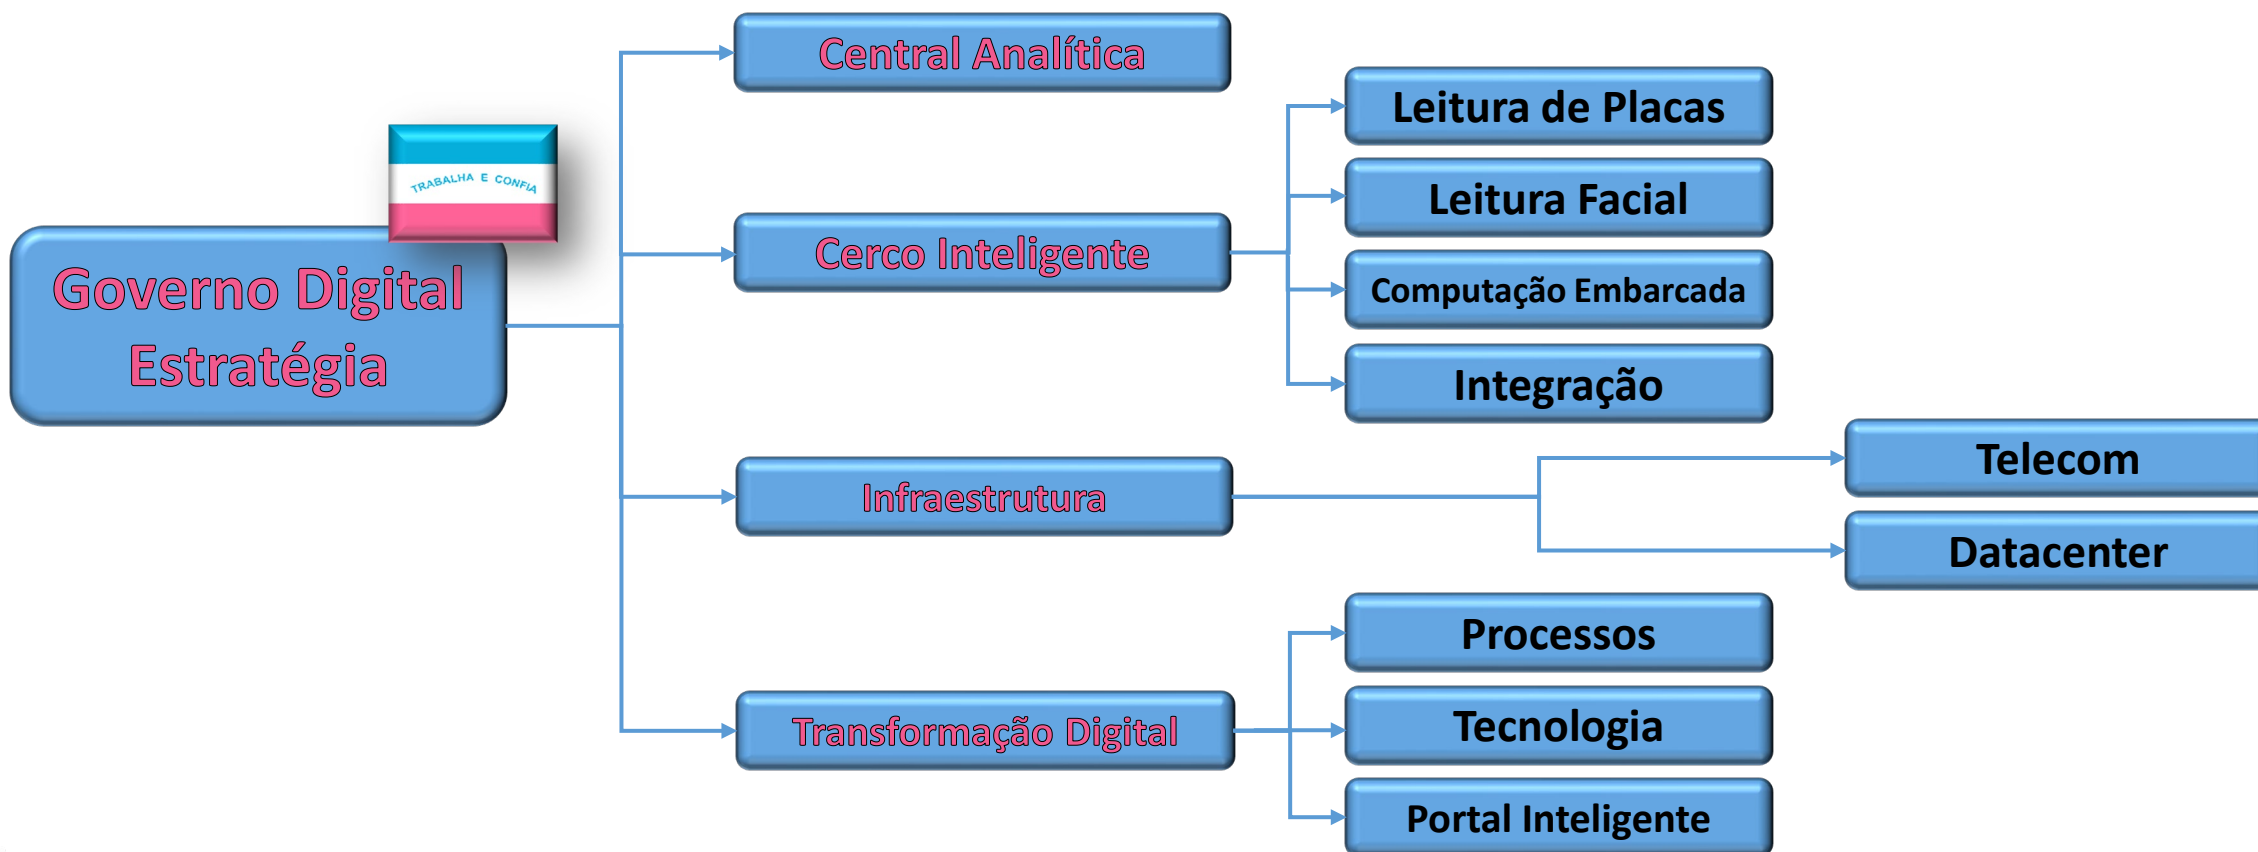 Central Analítica
Leitura de Placas
TRABALHA E CONFIA
Leitura Facial
Cerco Inteligente
Governo Digital
Estratégia
Computação Embarcada
Integração
Telecom
Infraestrutura
Datacenter
Processos
Transformação Digital
Tecnologia
Portal Inteligente